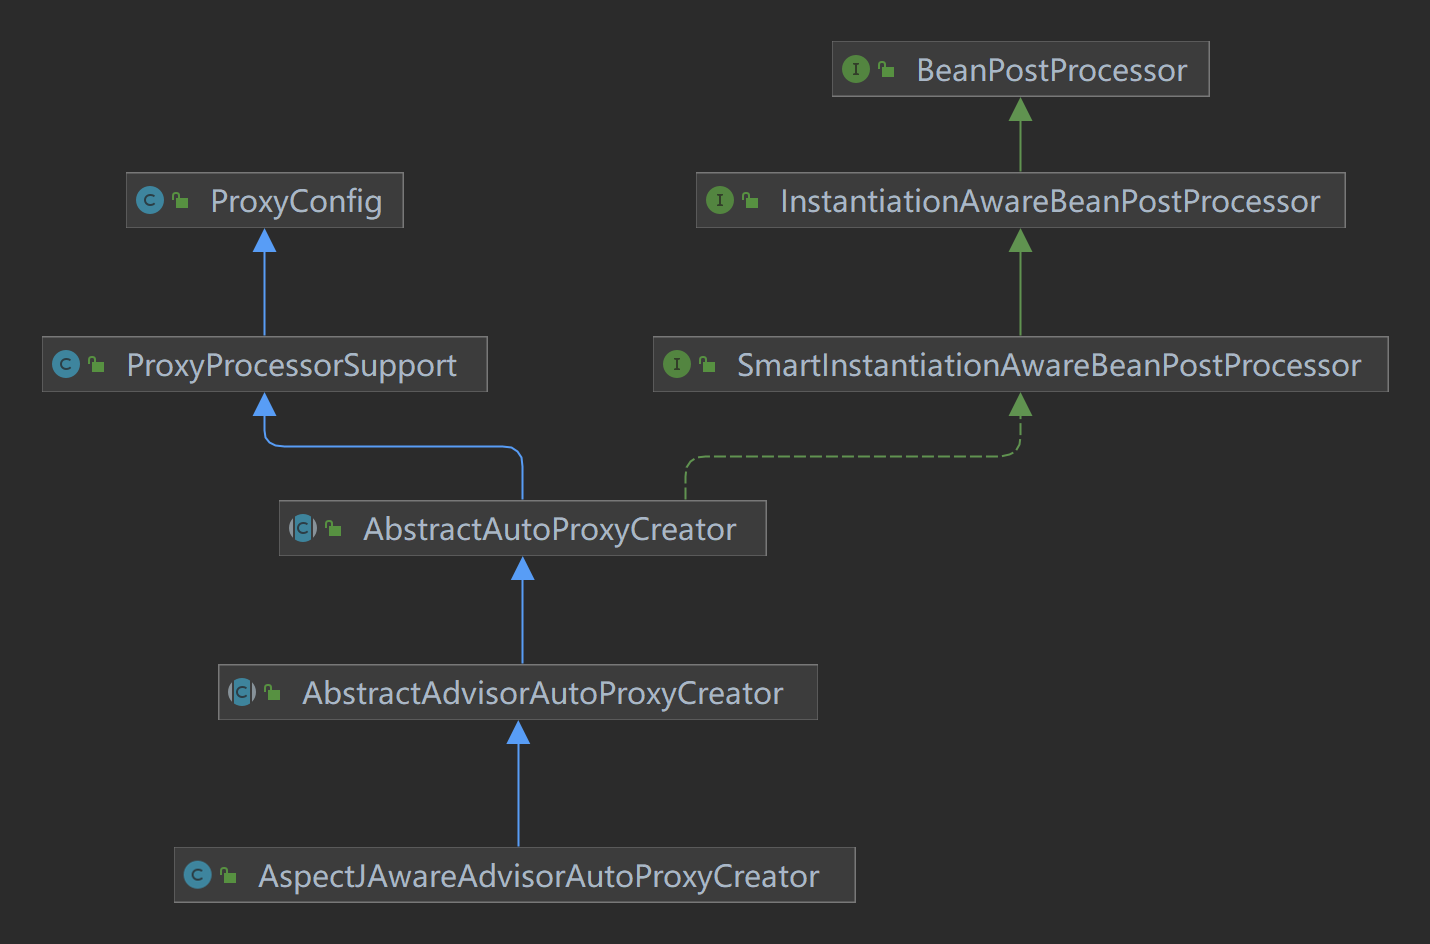 I BeanPostProcessor
C ProxyConfig
I InstantiationAwareBeanPostProcessor
C ProxyProcessorSupport
I SmartInstantiationAwareBeanPostProcessor
C AbstractAutoProxyCreator
C AbstractAdvisorAutoProxyCreator
C AspectJAwareAdvisorAutoProxyCreator